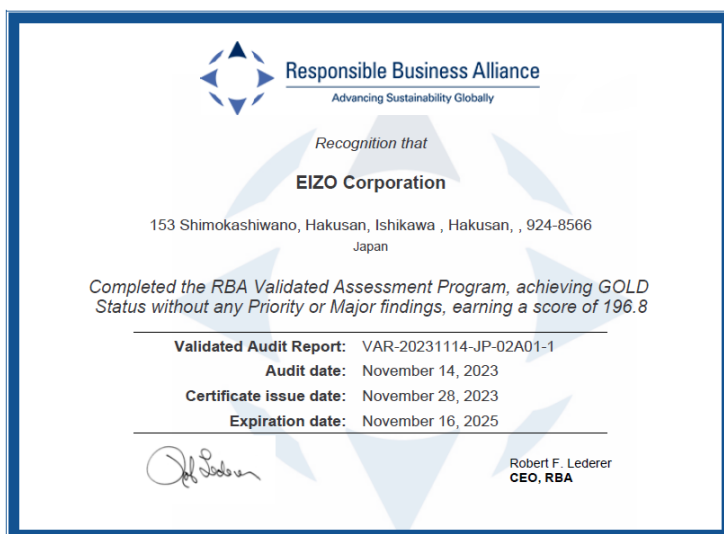 Responsible Business Alliance
Advancing Sustainability Globally
Recognition that
EIZO Corporation
153 Shimokashiwano, Hakusan, Ishikawa , Hakusan, , 924-8566
Japan
Completed the RBA Validated Assessment Program, achieving GOLD
Status without any Priority or Major findings, earning a score of 196.8
Validated Audit Report: VAR-20231114-JP-02A01-1
Audit date: November 14, 2023
Certificate issue date: November 28, 2023
Expiration date: November 16, 2025
Rob Lederer
Robert F. Lederer
CEO, RBA